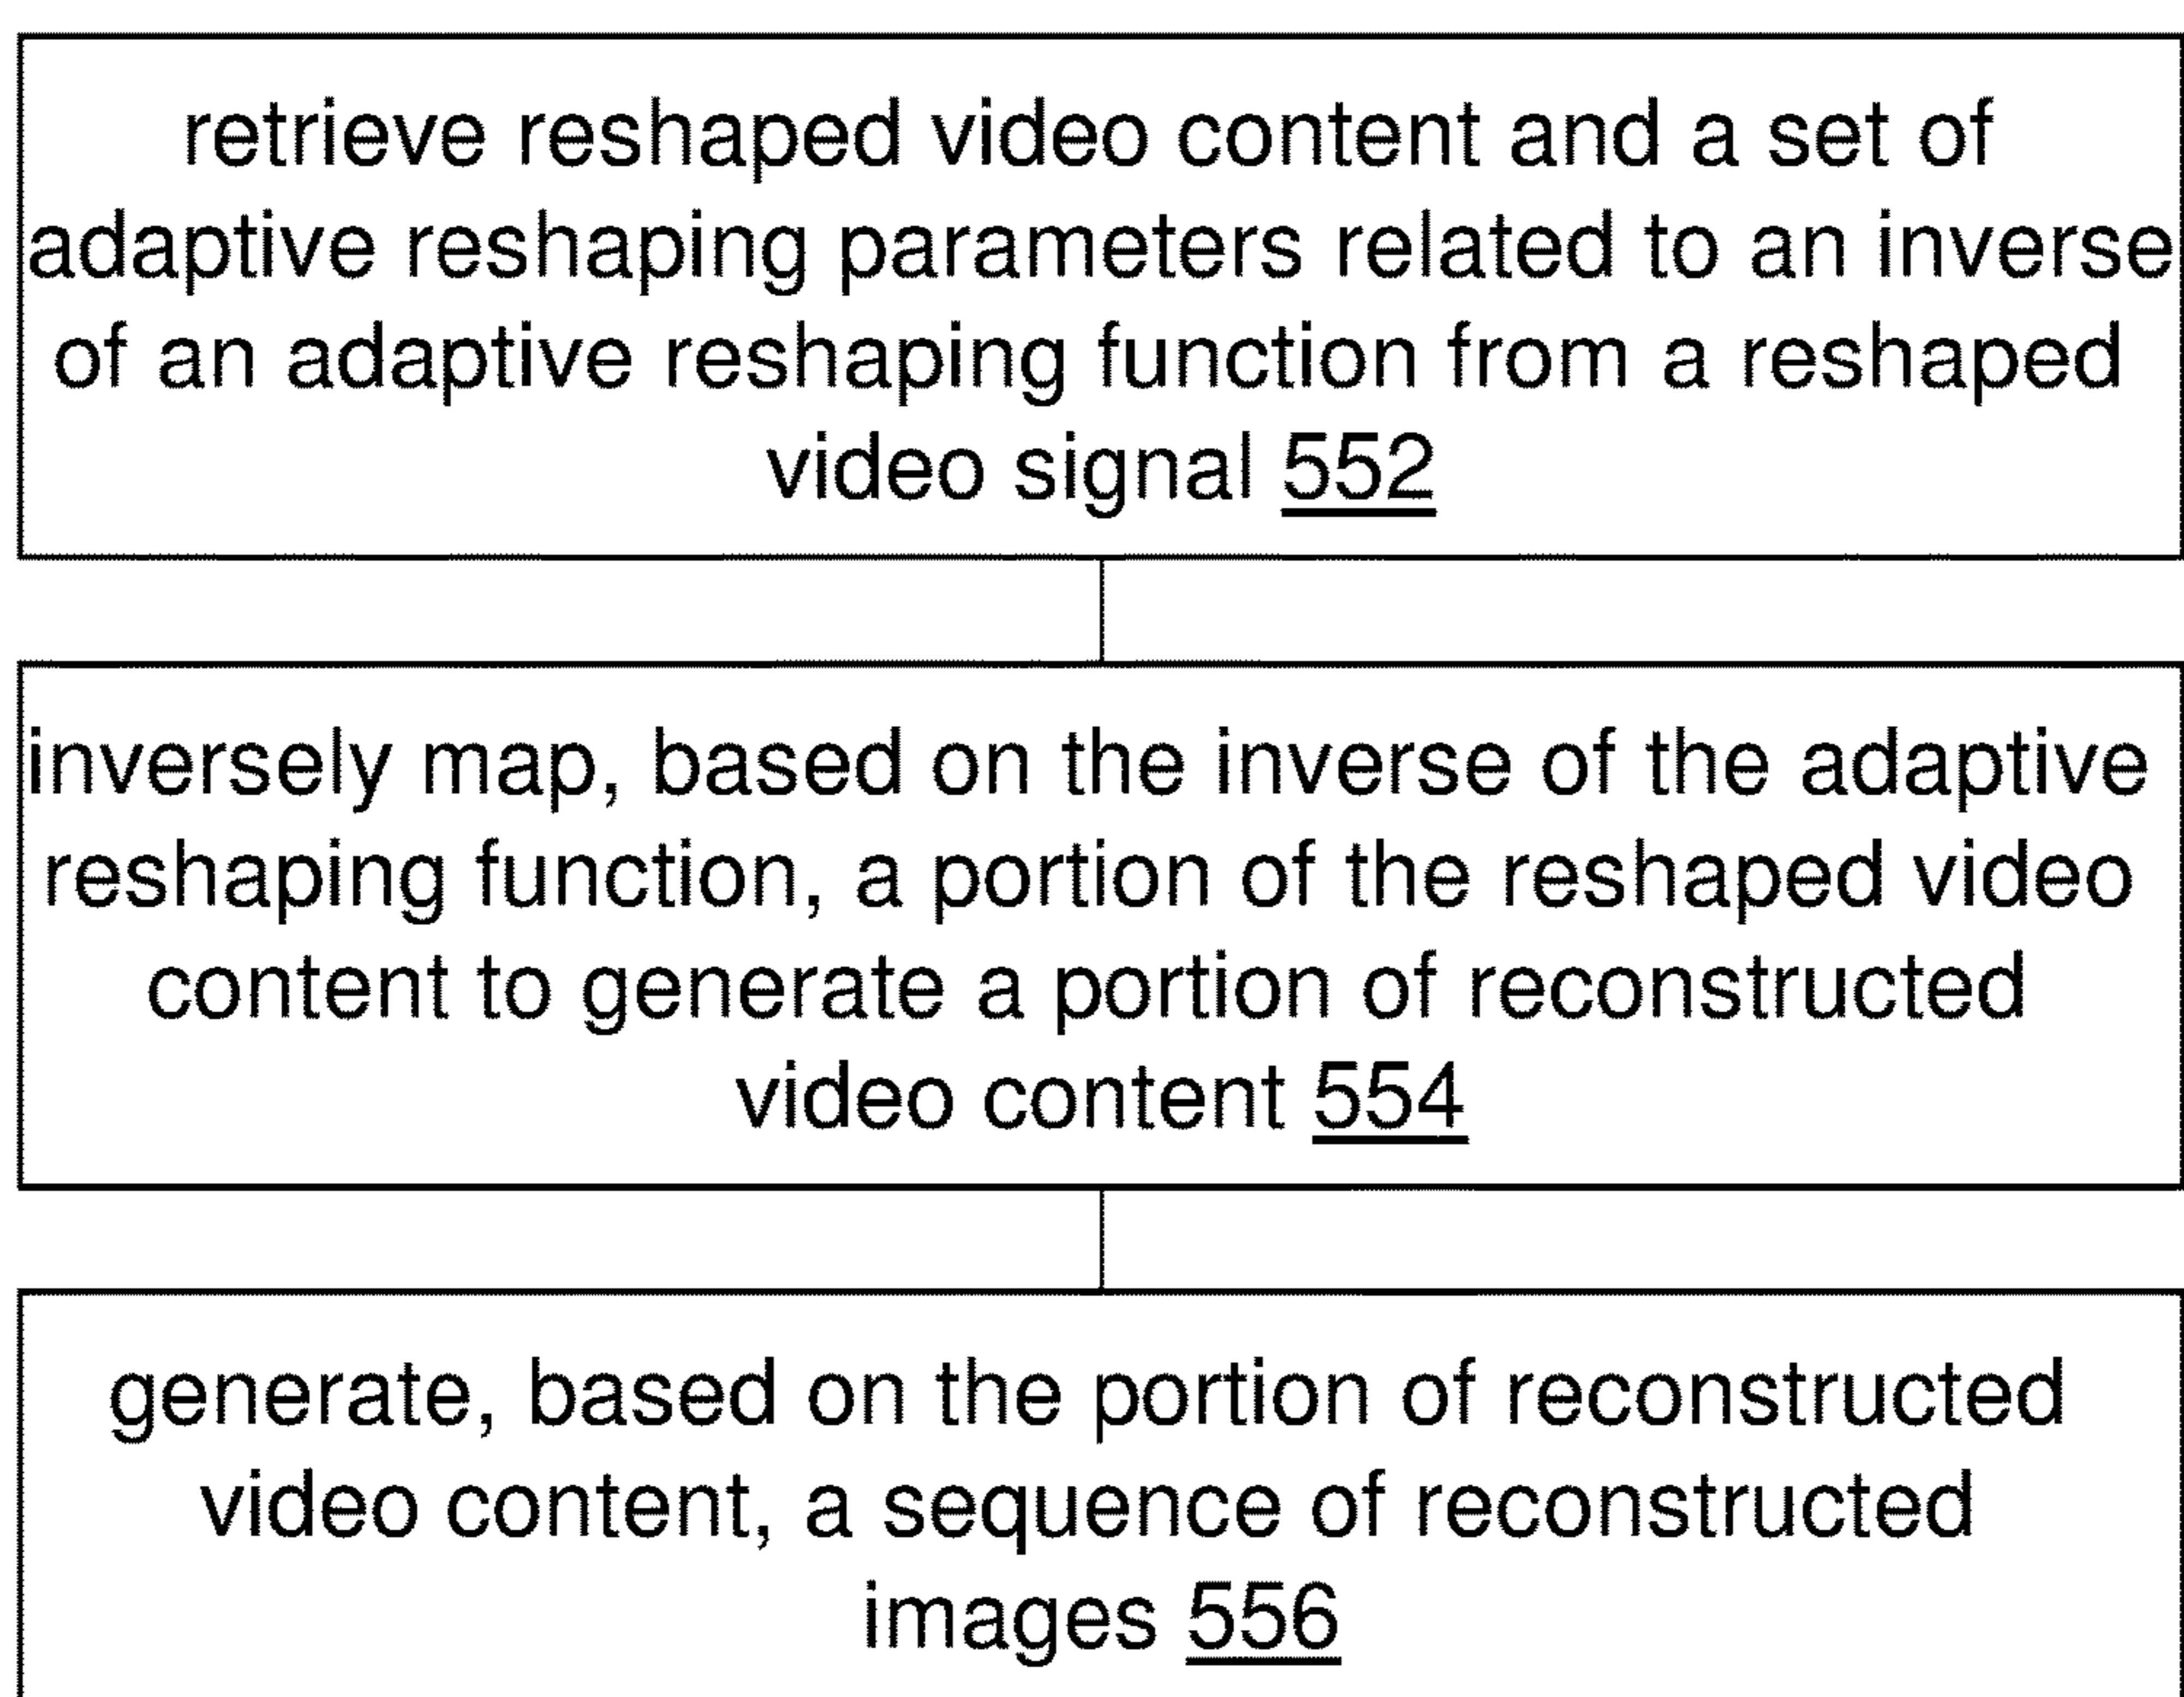 retrieve reshaped video content and a set of
adaptive reshaping parameters related to an inverse
of an adaptive reshaping function from a reshaped
video signal 552
inversely map, based on the inverse of the adaptive
reshaping function, a portion of the reshaped video
content to generate a portion of reconstructed
video content 554
generate, based on the portion of reconstructed
video content, a sequence of reconstructed
images 556